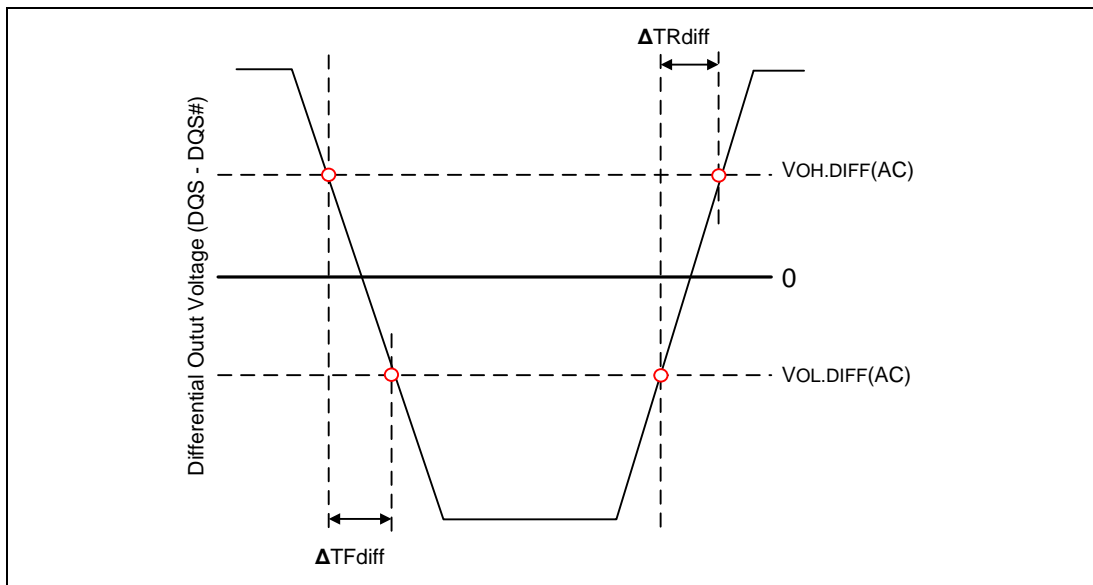 ΔTRdiff
Differential Outut Voltage (DQS - DQS#)
VOH.DIFF(AC)
0
VOL.DIFF(AC)
ΔTFdiff